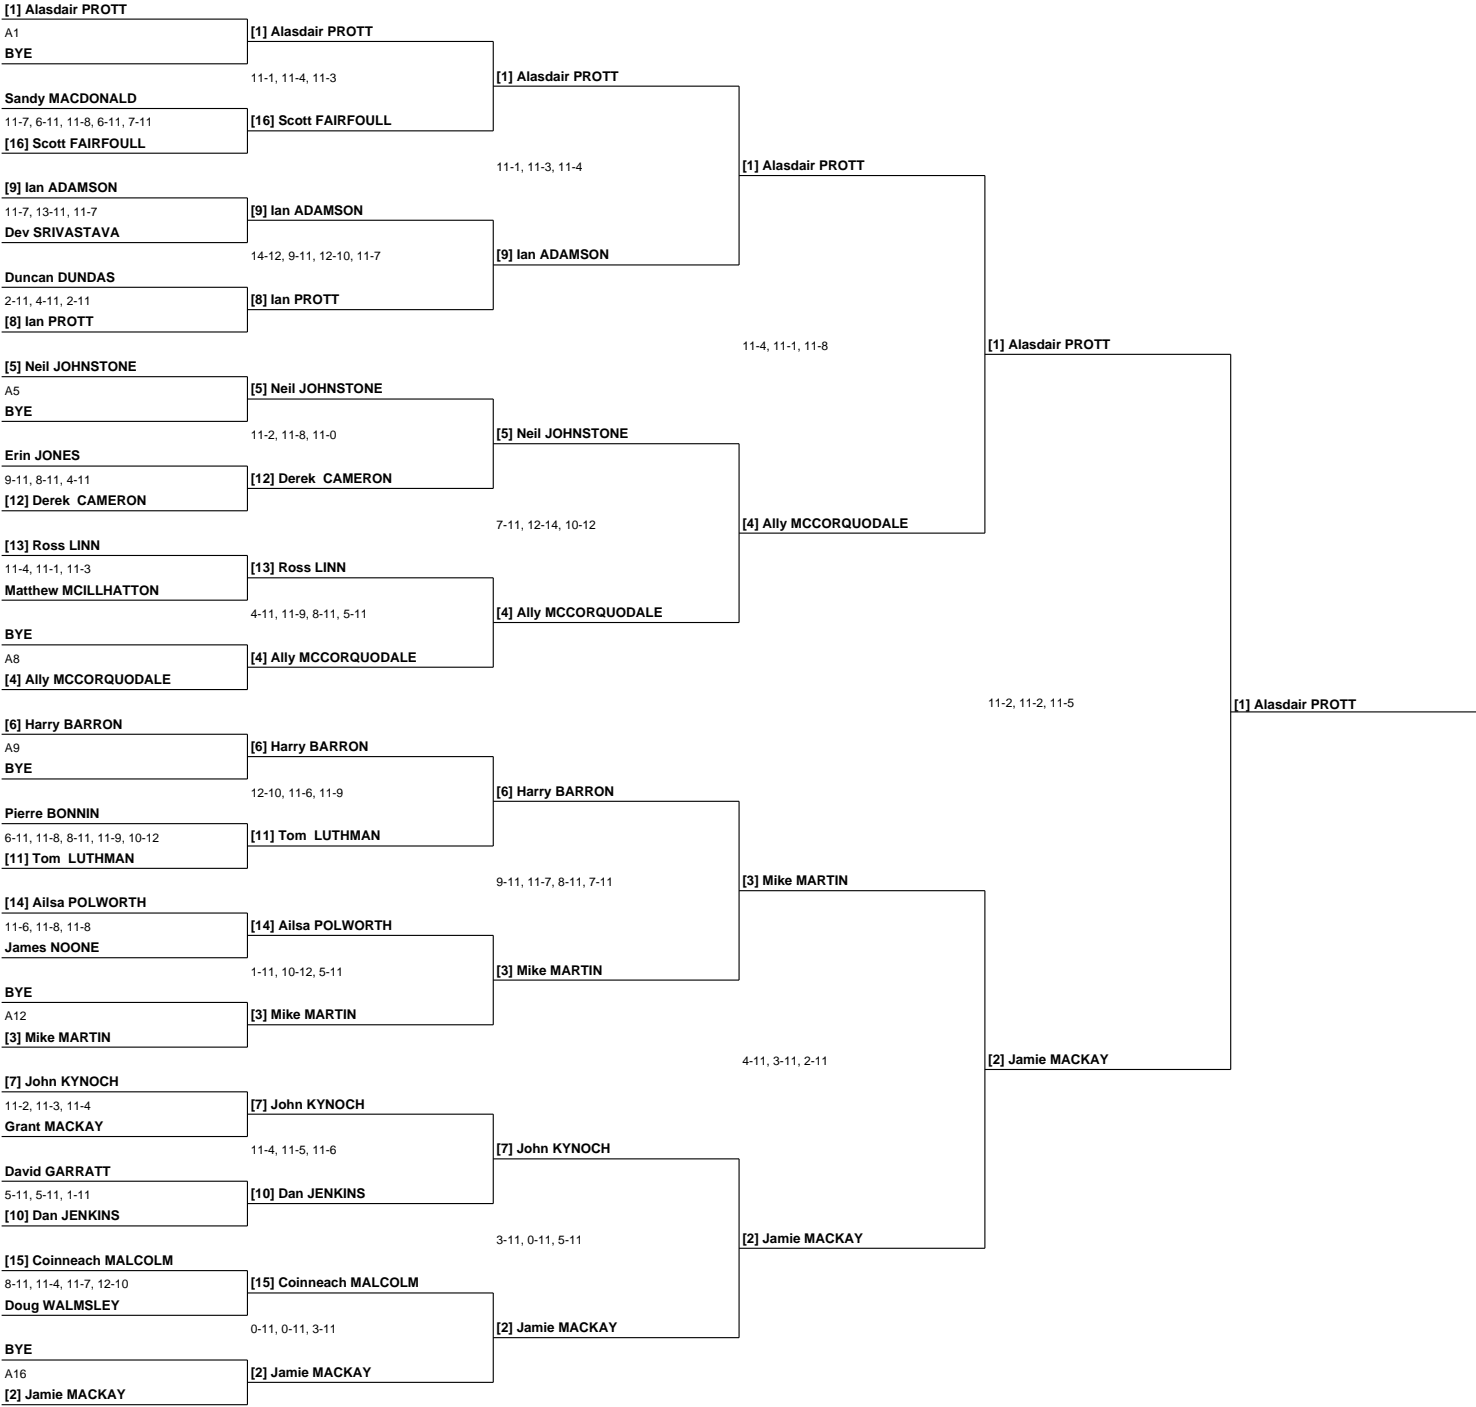 [1] Alasdair PROTT
A1
[1] Alasdair PROTT
BYE
11-1, 11-4, 11-3
[1] Alasdair PROTT
Sandy MACDONALD
11-7, 6-11, 11-8, 6-11, 7-11
[16] Scott FAIRFOULL
[16] Scott FAIRFOULL
11-1, 11-3, 11-4
[1] Alasdair PROTT
[9] Ian ADAMSON
11-7, 13-11, 11-7
[9] Ian ADAMSON
Dev SRIVASTAVA
14-12, 9-11, 12-10, 11-7
[9] Ian ADAMSON
Duncan DUNDAS
2-11, 4-11, 2-11
[8] Ian PROTT
[8] Ian PROTT
11-4, 11-1, 11-8
[1] Alasdair PROTT
[5] Neil JOHNSTONE
A5
[5] Neil JOHNSTONE
BYE
11-2, 11-8, 11-0
[5] Neil JOHNSTONE
Erin JONES
9-11, 8-11, 4-11
[12] Derek  CAMERON
[12] Derek  CAMERON
7-11, 12-14, 10-12
[4] Ally MCCORQUODALE
[13] Ross LINN
11-4, 11-1, 11-3
[13] Ross LINN
Matthew MCILLHATTON
4-11, 11-9, 8-11, 5-11
[4] Ally MCCORQUODALE
BYE
A8
[4] Ally MCCORQUODALE
[4] Ally MCCORQUODALE
11-2, 11-2, 11-5
[1] Alasdair PROTT
[6] Harry BARRON
A9
[6] Harry BARRON
BYE
12-10, 11-6, 11-9
[6] Harry BARRON
Pierre BONNIN
6-11, 11-8, 8-11, 11-9, 10-12
[11] Tom  LUTHMAN
[11] Tom  LUTHMAN
9-11, 11-7, 8-11, 7-11
[3] Mike MARTIN
[14] Ailsa POLWORTH
11-6, 11-8, 11-8
[14] Ailsa POLWORTH
James NOONE
1-11, 10-12, 5-11
[3] Mike MARTIN
BYE
A12
[3] Mike MARTIN
[3] Mike MARTIN
4-11, 3-11, 2-11
[2] Jamie MACKAY
[7] John KYNOCH
11-2, 11-3, 11-4
[7] John KYNOCH
Grant MACKAY
11-4, 11-5, 11-6
[7] John KYNOCH
David GARRATT
5-11, 5-11, 1-11
[10] Dan JENKINS
[10] Dan JENKINS
3-11, 0-11, 5-11
[2] Jamie MACKAY
[15] Coinneach MALCOLM
8-11, 11-4, 11-7, 12-10
[15] Coinneach MALCOLM
Doug WALMSLEY
0-11, 0-11, 3-11
[2] Jamie MACKAY
BYE
A16
[2] Jamie MACKAY
[2] Jamie MACKAY